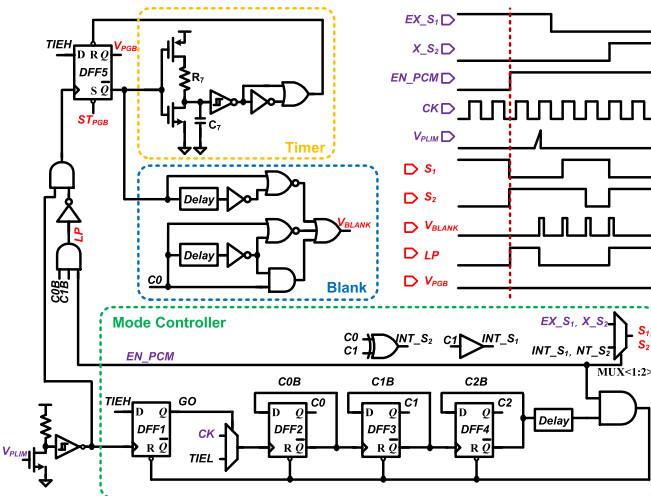 TIEH
V_PGB
D R Q
DFF5
S Q
ST_PGB
R7
C7
Timer
Delay
Delay
V_BLANK
C0
Blank
LP
C0B
C1B
EX_S1
X_S2
EN_PCM
CK
V_PLIM
S1
S2
V_BLANK
LP
V_PGB
Mode Controller
EN_PCM
C0
C1
INT_S2
C1
INT_S1
EX_S1, X_S2
INT_S1, NT_S2
S1,
S2
MUX<1:2>
V_PLIM
TIEH
D Q
DFF1
R Q
GO
CK
TIEL
C0B
D Q
DFF2
R Q
C0
C1B
D Q
DFF3
R Q
C1
C2B
D Q
DFF4
R Q
C2
Delay